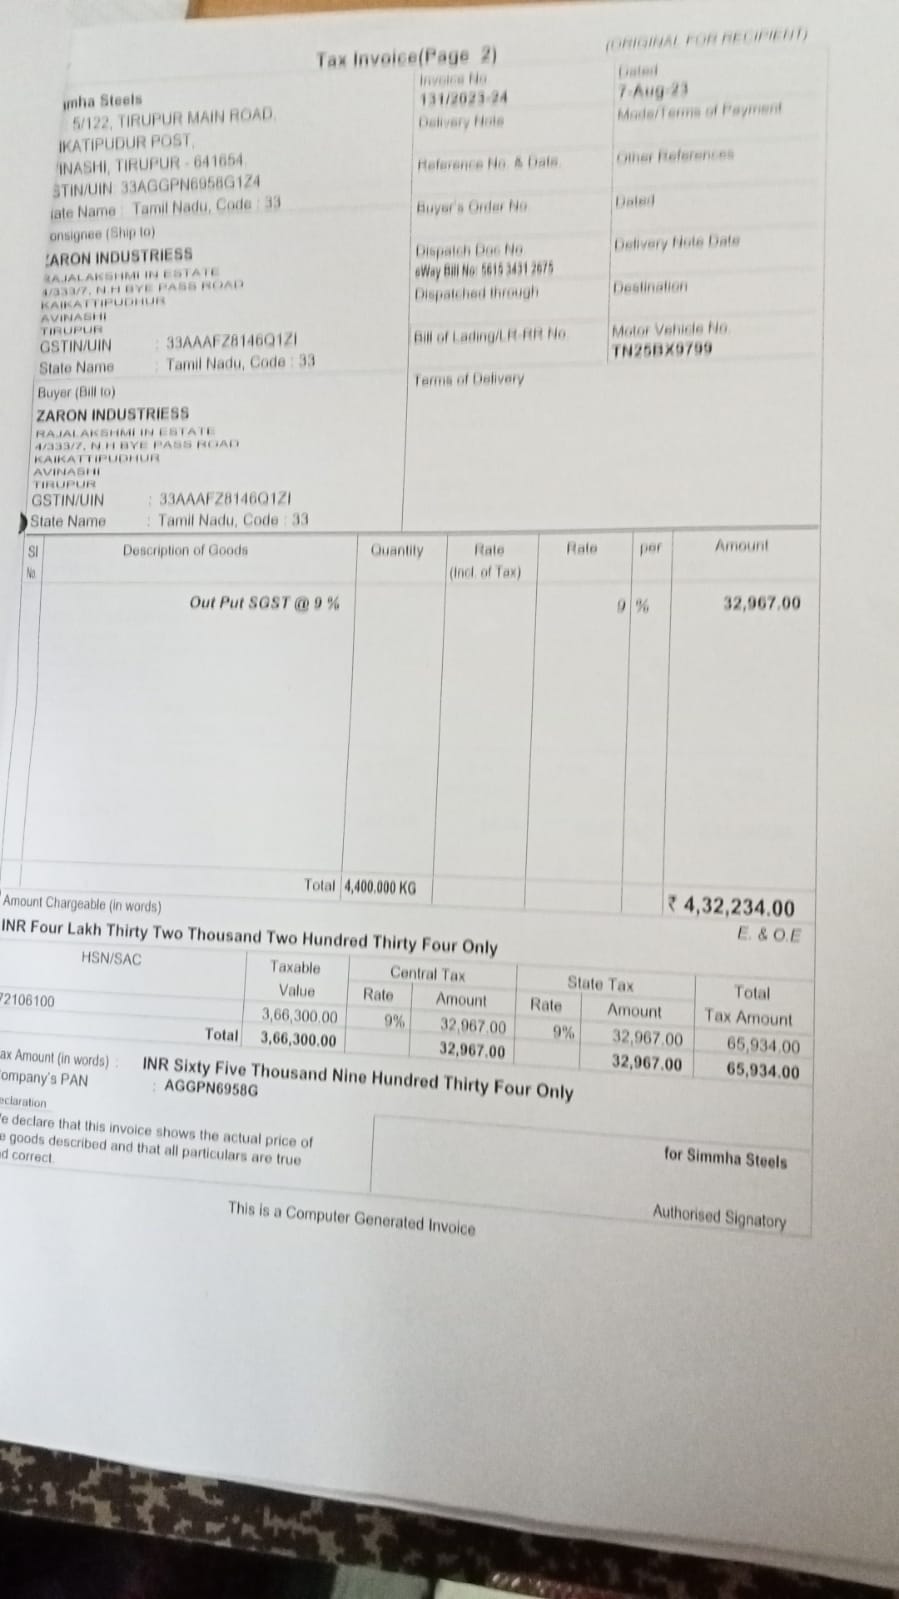 (ORIGINAL FOR RECIPIENT)
Tax Invoice(Page 2)
mha Steels
5/122, TIRUPUR MAIN ROAD,
IKATIPUDUR POST,
INASHI, TIRUPUR - 641654,
STIN/UIN: 33AGGPN6958G1Z4
ate Name : Tamil Nadu, Code : 33
Invoice No.
131/2023-24
Dated
7-Aug-23
Delivery Note
Mode/Terms of Payment
Reference No. & Date.
Other References
Buyer's Order No.
Dated
Dispatch Doc No.
eWay Bill No: 5615 3431 2675
Delivery Note Date
Dispatched through
Destination
Bill of Lading/LR-RR No.
Motor Vehicle No.
TN25BX9799
Terms of Delivery
onsignee (Ship to)
ZARON INDUSTRIESS
RAJALAKSHMI IN ESTATE
4/333/7, N.H BYE PASS ROAD
KAIKATTIPUDHUR
AVINASHI
TIRUPUR
GSTIN/UIN : 33AAAFZ8146Q1ZI
State Name : Tamil Nadu, Code : 33
Buyer (Bill to)
ZARON INDUSTRIESS
RAJALAKSHMI IN ESTATE
4/333/7, N.H BYE PASS ROAD
KAIKATTIPUDHUR
AVINASHI
TIRUPUR
GSTIN/UIN : 33AAAFZ8146Q1ZI
State Name : Tamil Nadu, Code : 33
Sl No. Description of Goods Quantity Rate (Incl. of Tax) Rate per Amount
Out Put SGST @ 9 % 9 % 32,967.00
Total 4,400.000 KG ₹ 4,32,234.00
Amount Chargeable (in words) E. & O.E
INR Four Lakh Thirty Two Thousand Two Hundred Thirty Four Only
HSN/SAC Taxable Value Central Tax State Tax Total Tax Amount
Rate Amount Rate Amount
72106100 3,66,300.00 9% 32,967.00 9% 32,967.00 65,934.00
Total 3,66,300.00 32,967.00 32,967.00 65,934.00
ax Amount (in words) : INR Sixty Five Thousand Nine Hundred Thirty Four Only
ompany's PAN : AGGPN6958G
eclaration
e declare that this invoice shows the actual price of
e goods described and that all particulars are true
d correct.
for Simmha Steels
Authorised Signatory
This is a Computer Generated Invoice